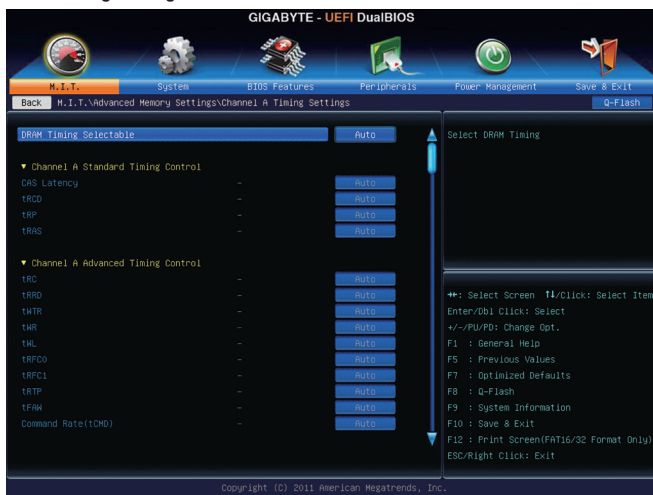 GIGABYTE - UEFI DualBIOS
M.I.T. System BIOS Features Peripherals Power Management Save & Exit
Back M.I.T.\Advanced Memory Settings\Channel A Timing Settings Q-Flash
DRAM Timing Selectable Auto
▼ Channel A Standard Timing Control
CAS Latency - Auto
tRCD - Auto
tRP - Auto
tRAS - Auto
▼ Channel A Advanced Timing Control
tRC - Auto
tRRD - Auto
tWTR - Auto
tWR - Auto
tWL - Auto
tRFC0 - Auto
tRFC1 - Auto
tRTP - Auto
tFAW - Auto
Command Rate(tCMD) - Auto
Select DRAM Timing
→←: Select Screen ↑↓/Click: Select Item
Enter/Dbl Click: Select
+/-/PU/PD: Change Opt.
F1 : General Help
F5 : Previous Values
F7 : Optimized Defaults
F8 : Q-Flash
F9 : System Information
F10 : Save & Exit
F12 : Print Screen(FAT16/32 Format Only)
ESC/Right Click: Exit
Copyright (C) 2011 American Megatrends, Inc.